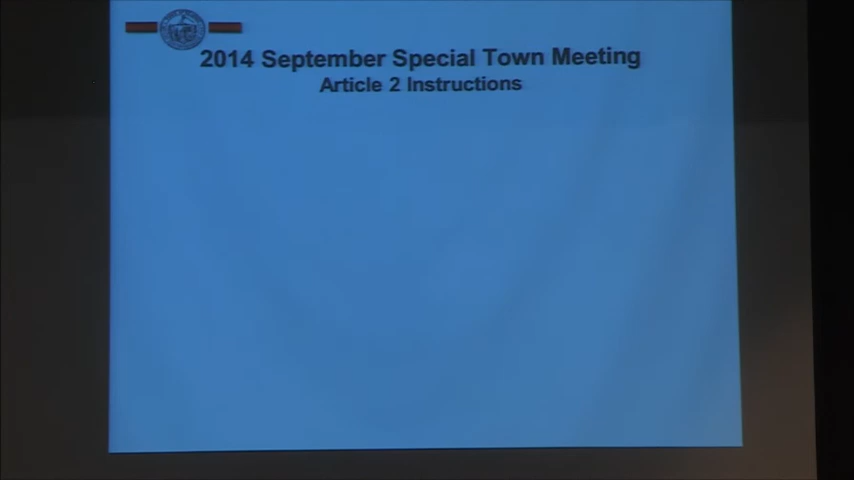 2014 September Special Town Meeting
Article 2 Instructions